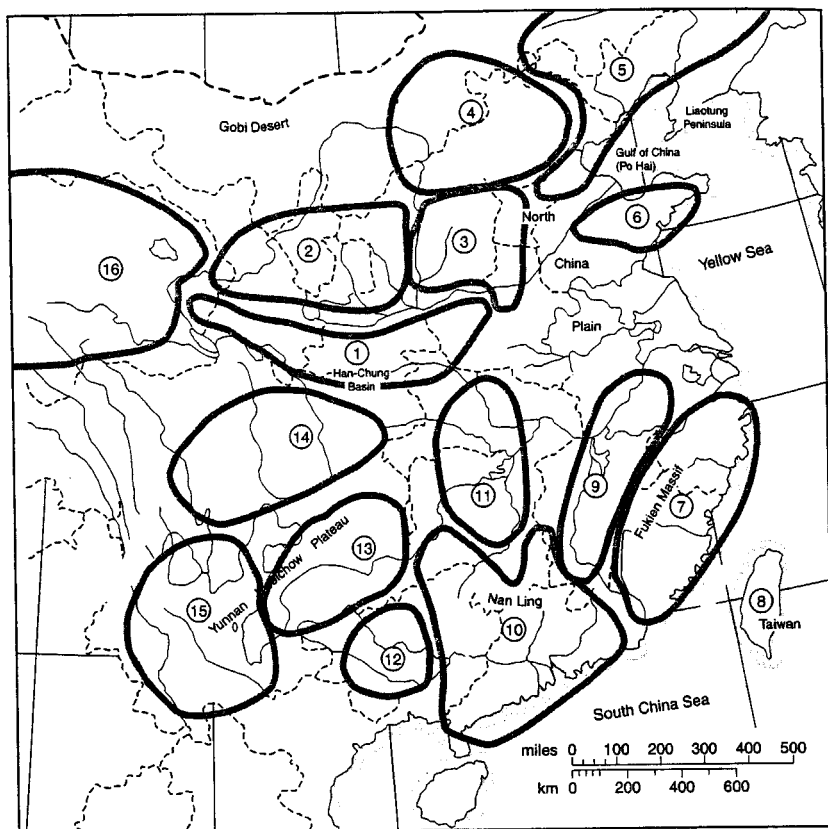 5
4
Gobi Desert
Liaotung
Peninsula
Gulf of China
(Po Hai)
6
North
2
3
16
China
Yellow Sea
Plain
1
Han-Chung
Basin
14
11
9
7
Fukien Massif
13
Plateau
15
Yunnan
Nan Ling
10
8
Taiwan
12
South China Sea
miles 0 100 200 300 400 500
km 0 200 400 600